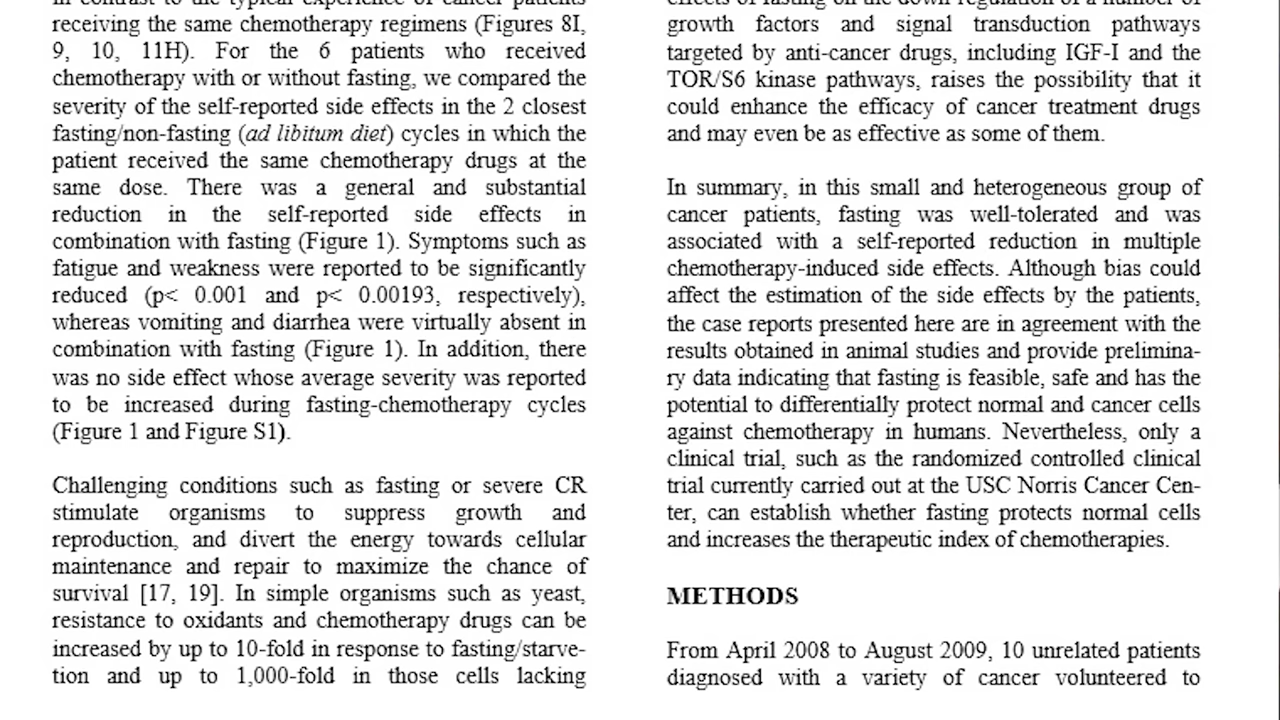 in contrast to the typical experience of cancer patients
receiving the same chemotherapy regimens (Figures 8I,
9, 10, 11H). For the 6 patients who received
chemotherapy with or without fasting, we compared the
severity of the self-reported side effects in the 2 closest
fasting/non-fasting (ad libitum diet) cycles in which the
patient received the same chemotherapy drugs at the
same dose. There was a general and substantial
reduction in the self-reported side effects in
combination with fasting (Figure 1). Symptoms such as
fatigue and weakness were reported to be significantly
reduced (p< 0.001 and p< 0.00193, respectively),
whereas vomiting and diarrhea were virtually absent in
combination with fasting (Figure 1). In addition, there
was no side effect whose average severity was reported
to be increased during fasting-chemotherapy cycles
(Figure 1 and Figure S1).
Challenging conditions such as fasting or severe CR
stimulate organisms to suppress growth and
reproduction, and divert the energy towards cellular
maintenance and repair to maximize the chance of
survival [17, 19]. In simple organisms such as yeast,
resistance to oxidants and chemotherapy drugs can be
increased by up to 10-fold in response to fasting/starve-
tion and up to 1,000-fold in those cells lacking
effects of fasting on the down-regulation of a number of
growth factors and signal transduction pathways
targeted by anti-cancer drugs, including IGF-I and the
TOR/S6 kinase pathways, raises the possibility that it
could enhance the efficacy of cancer treatment drugs
and may even be as effective as some of them.
In summary, in this small and heterogeneous group of
cancer patients, fasting was well-tolerated and was
associated with a self-reported reduction in multiple
chemotherapy-induced side effects. Although bias could
affect the estimation of the side effects by the patients,
the case reports presented here are in agreement with the
results obtained in animal studies and provide prelimina-
ry data indicating that fasting is feasible, safe and has the
potential to differentially protect normal and cancer cells
against chemotherapy in humans. Nevertheless, only a
clinical trial, such as the randomized controlled clinical
trial currently carried out at the USC Norris Cancer Cen-
ter, can establish whether fasting protects normal cells
and increases the therapeutic index of chemotherapies.
METHODS
From April 2008 to August 2009, 10 unrelated patients
diagnosed with a variety of cancer volunteered to